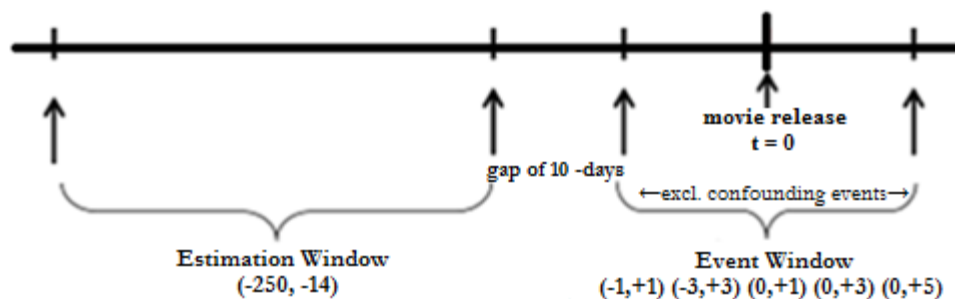 movie release
t = 0
gap of 10 -days
←excl. confounding events→
Estimation Window
(-250, -14)
Event Window
(-1,+1) (-3,+3) (0,+1) (0,+3) (0,+5)